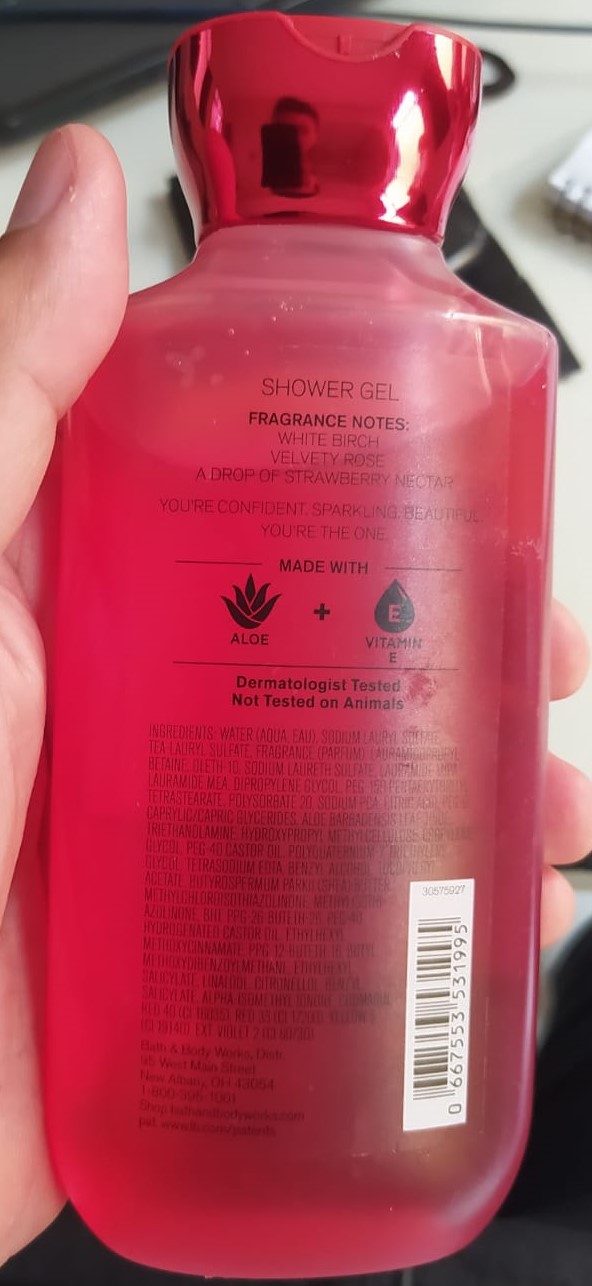 SHOWER GEL
FRAGRANCE NOTES:
WHITE BIRCH
VELVETY ROSE
A DROP OF STRAWBERRY NECTAR
YOU'RE CONFIDENT. SPARKLING. BEAUTIFUL.
YOU'RE THE ONE.
MADE WITH
ALOE
+
E
VITAMIN
E
Dermatologist Tested
Not Tested on Animals
INGREDIENTS: WATER (AQUA, EAU), SODIUM LAURYL SULFATE,
TEA LAURYL SULFATE, FRAGRANCE (PARFUM), LAURAMIDOPROPYL
BETAINE, OLETH-10, SODIUM LAURETH SULFATE, LAURAMIDE
LAURAMIDE MEA, DIPROPYLENE GLYCOL, PEG-150 PENTAERYTHRITYL
TETRASTEARATE, POLYSORBATE 20, SODIUM PCA, CITRIC ACID,
CAPRYLIC/CAPRIC GLYCERIDES, ALOE BARBADENSIS LEAF
TRIETHANOLAMINE, HYDROXYPROPYL METHYLCELLULOSE,
GLYCOL, PEG-40 CASTOR OIL, POLYQUATERNIUM-7,
GLYCOL, TETRASODIUM EDTA, BENZYL ALCOHOL,
ACETATE, BUTYROSPERMUM PARKII (SHEA) BUTTER,
METHYLCHLOROISOTHIAZOLINONE,
AZOLINONE, BHT, PPG-26-BUTETH-26, PEG-40
HYDROGENATED CASTOR OIL, ETHYLHEXYL
METHOXYCINNAMATE, PPG-12-BUTETH-16, BUTYL
METHOXYDIBENZOYLMETHANE, ETHYLHEXYL
SALICYLATE, LINALOOL, CITRONELLOL, BENZYL
SALICYLATE, ALPHA-ISOMETHYL IONONE,
RED 40 (CI 16035), RED 33 (CI 17200), YELLOW 5
(CI 19140), EXT. VIOLET 2 (CI 60730)
Bath & Body Works, Distr.
95 West Main Street
New Albany, OH 43054
1-800-395-1001
Shop bathandbodyworks.com
pat. www.lb.com/patents
30575927
0 667553 531995